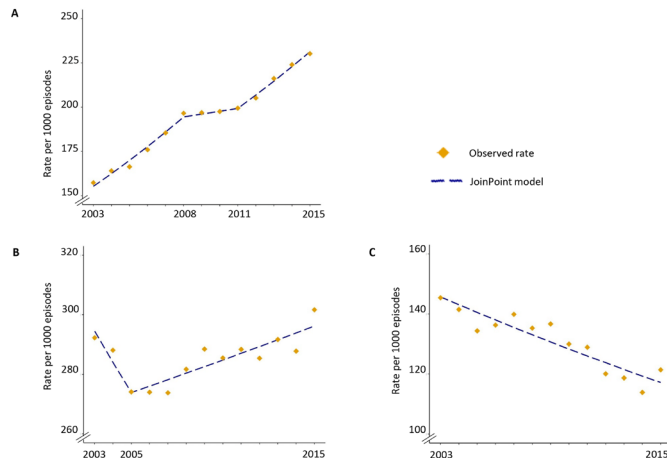 A
Rate per 1000 episodes
250
225
200
175
150
2003
2008
2011
2015
Observed rate
JoinPoint model
B
Rate per 1000 episodes
320
300
280
260
2003
2005
2015
C
Rate per 1000 episodes
160
140
120
100
2003
2015